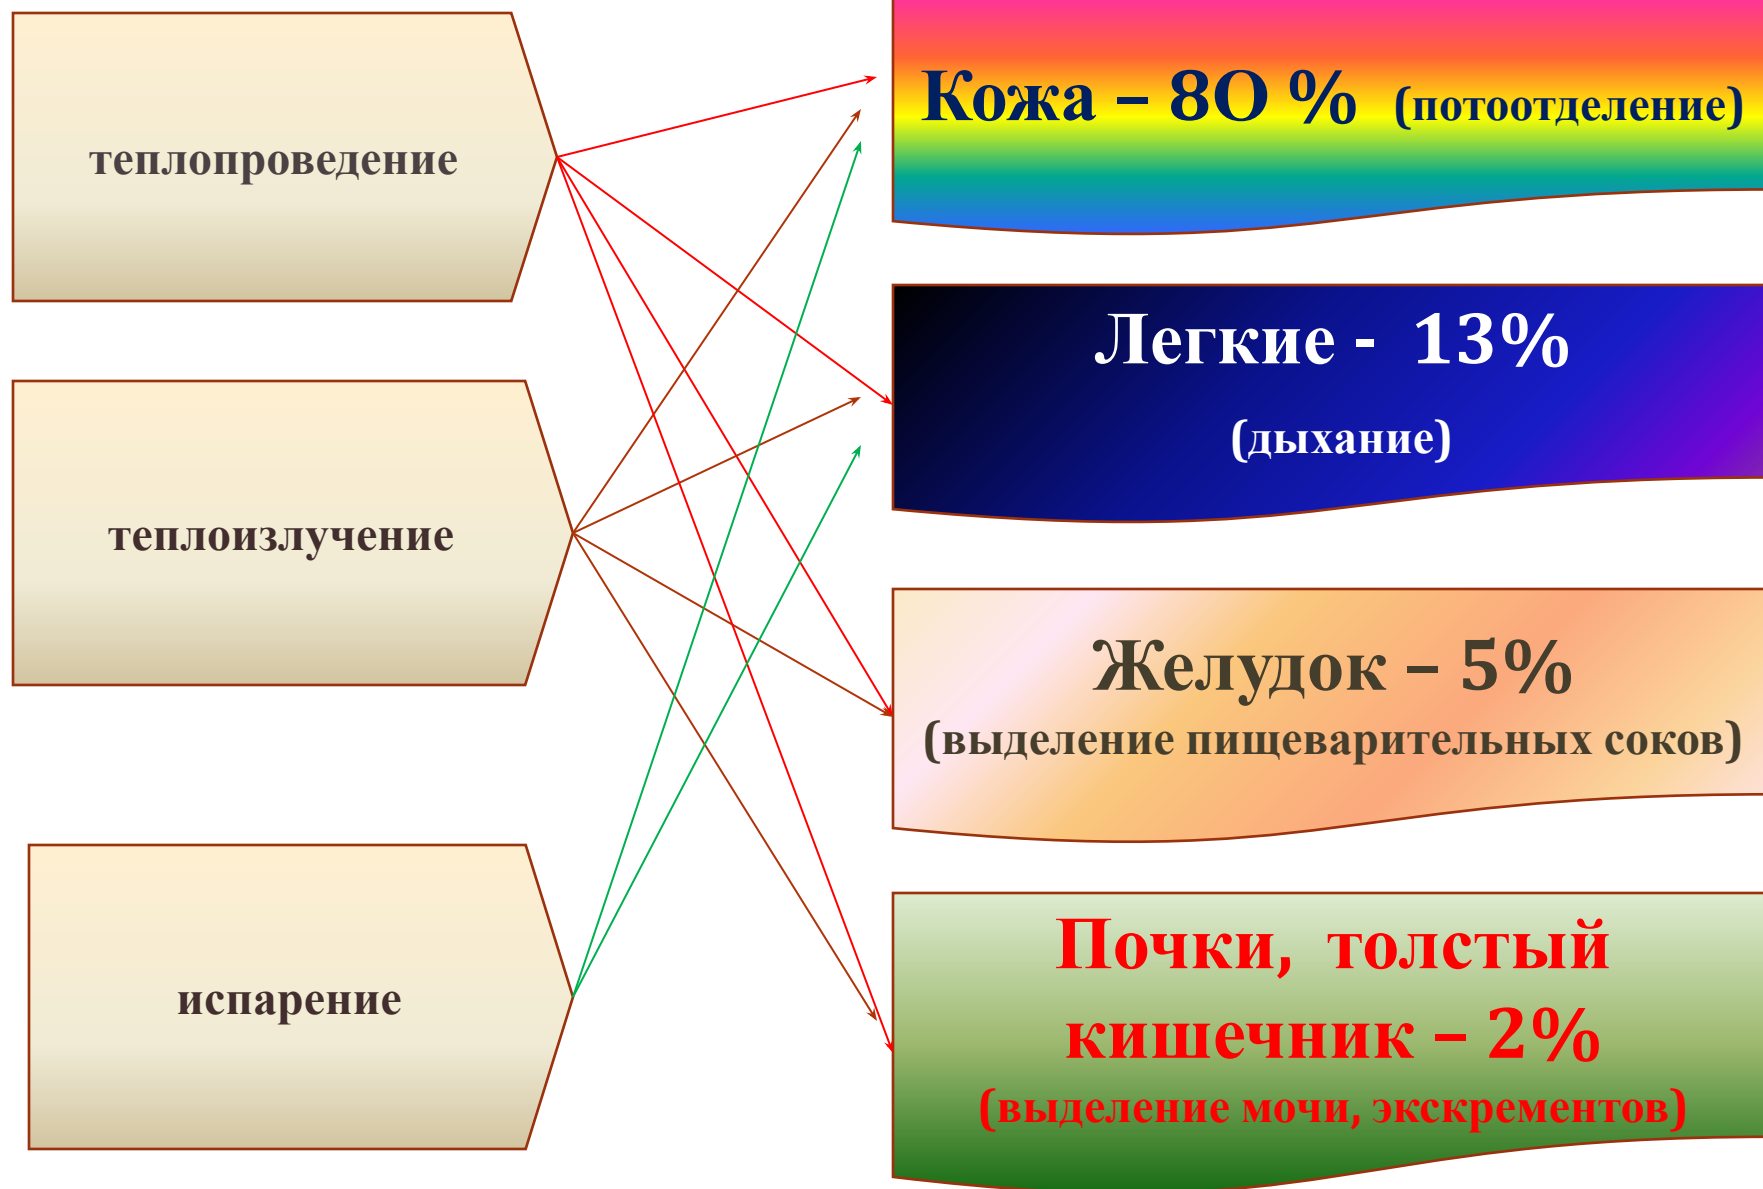 теплопроведение
теплоизлучение
испарение
Кожа – 8О % (потоотделение)
Легкие - 13%
(дыхание)
Желудок – 5%
(выделение пищеварительных соков)
Почки, толстый
кишечник – 2%
(выделение мочи, экскрементов)